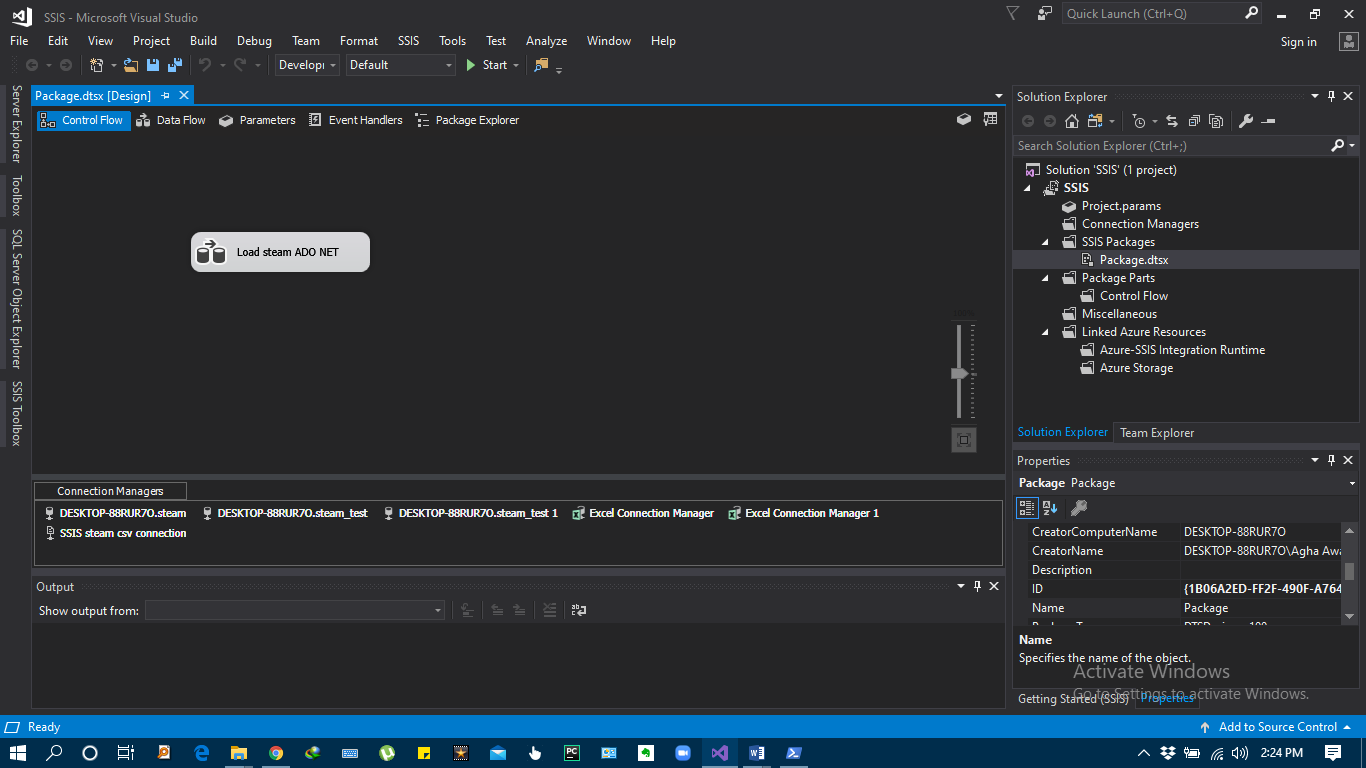 SSIS - Microsoft Visual Studio
Quick Launch (Ctrl+Q)
File Edit View Project Build Debug Team Format SSIS Tools Test Analyze Window Help
Sign in
Default
Start
Server Explorer
Toolbox
SQL Server Object Explorer
SSIS Toolbox
Package.dtsx [Design]
Control Flow
Data Flow
Parameters
Event Handlers
Package Explorer
Load steam ADO NET
Connection Managers
DESKTOP-88RUR7O.steam
DESKTOP-88RUR7O.steam_test
DESKTOP-88RUR7O.steam_test 1
Excel Connection Manager
Excel Connection Manager 1
SSIS steam csv connection
Output
Show output from:
Solution Explorer
Search Solution Explorer (Ctrl+;)
Solution 'SSIS' (1 project)
SSIS
Project.params
Connection Managers
SSIS Packages
Package.dtsx
Package Parts
Control Flow
Miscellaneous
Linked Azure Resources
Azure-SSIS Integration Runtime
Azure Storage
Solution Explorer
Team Explorer
Properties
Package Package
CreatorComputerName DESKTOP-88RUR7O
CreatorName DESKTOP-88RUR7O\Agha Awa
Description
ID {1B06A2ED-FF2F-490F-A764
Name Package
Name
Specifies the name of the object.
Activate Windows
Go to Settings to activate Windows.
Getting Started (SSIS)
Properties
Ready
Add to Source Control
2:24 PM